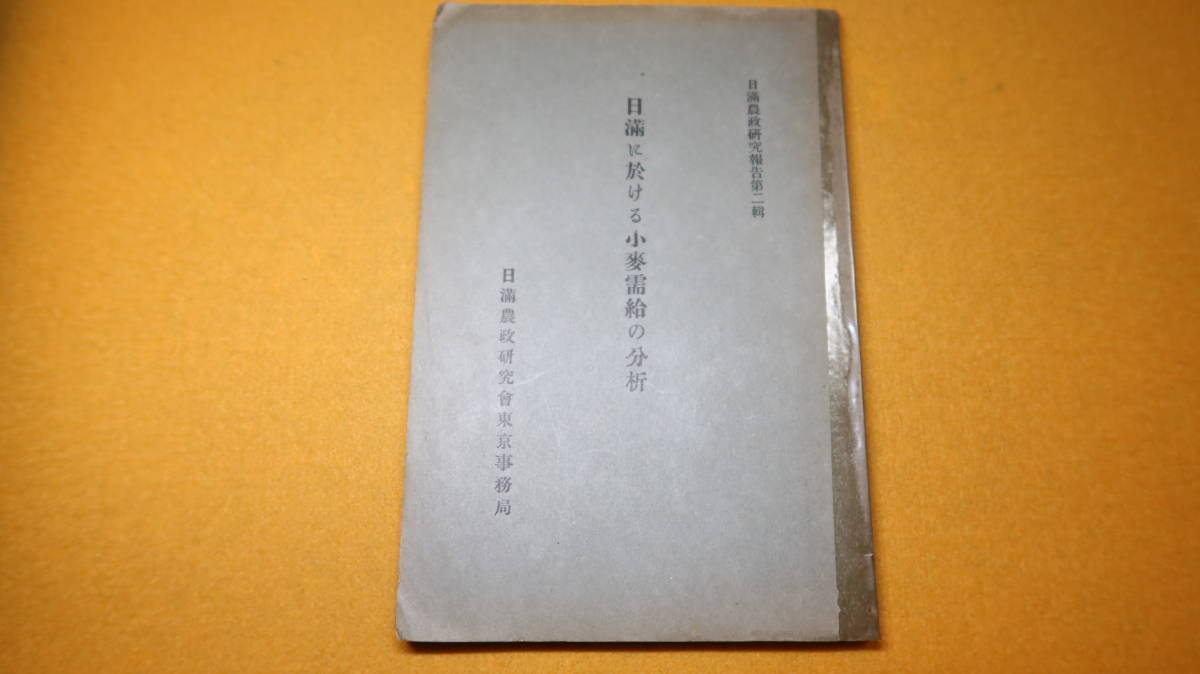 日滿農政研究報告第二輯
日滿に於ける小麥需給の分析
日滿農政研究會東京事務局